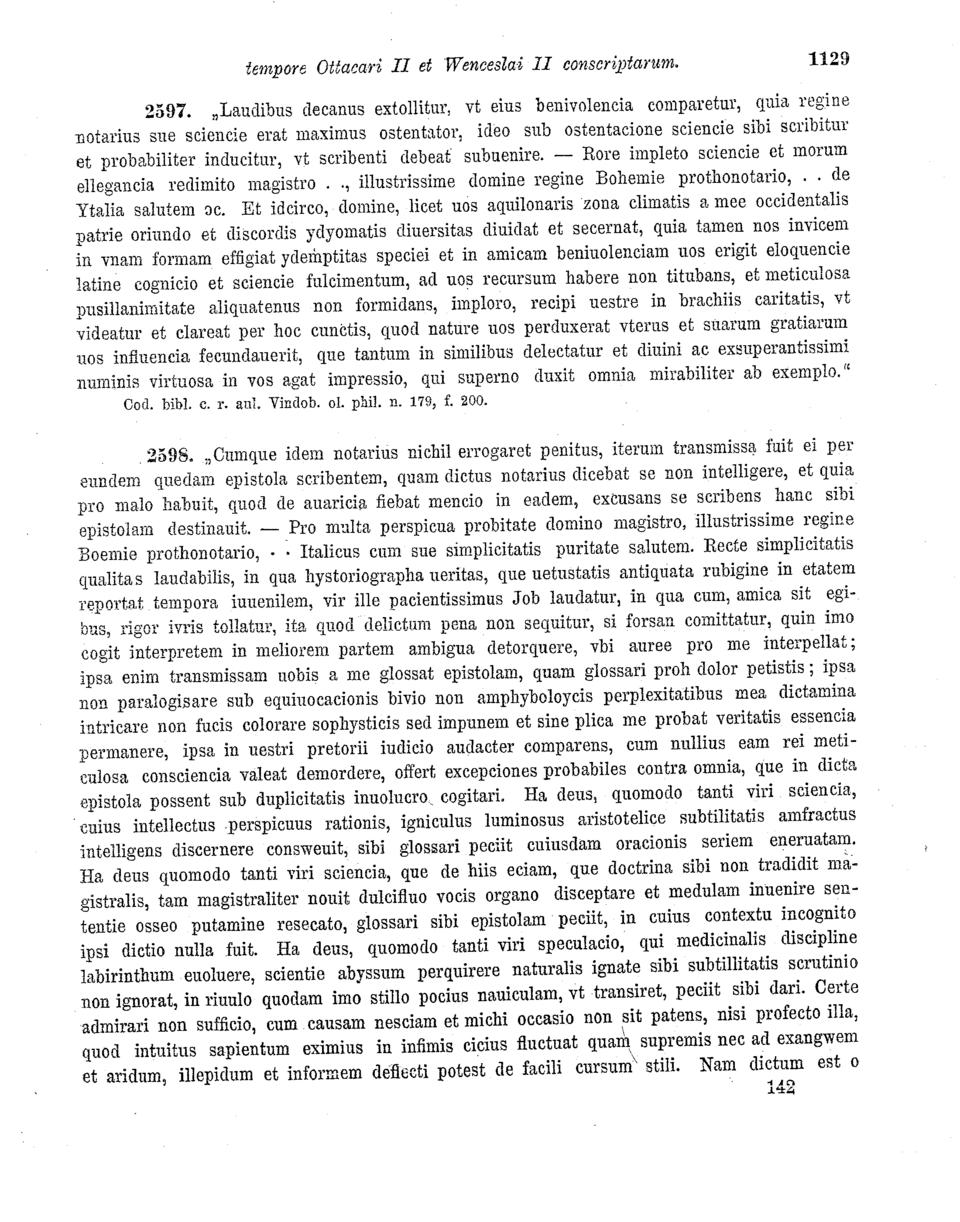 tempore Ottacari II et Wenceslai II conscriptarum. 1129
2597. „Laudibus decanus extollitur, vt eius benivolencia comparetur, quia regine
notarius sue sciencie erat maximus ostentator, ideo sub ostentacione sciencie sibi scribitur
et probabiliter inducitur, vt scribenti debeat subuenire. — Rore impleto sciencie et morum
ellegancia redimito magistro . ., illustrissime domine regine Bohemie prothonotario, . . de
Ytalia salutem ɔc. Et idcirco, domine, licet uos aquilonaris zona climatis a mee occidentalis
patrie oriundo et discordis ydyomatis diuersitas diuidat et secernat, quia tamen nos invicem
in vnam formam effigiat ydemptitas speciei et in amicam beniuolenciam uos erigit eloquencie
latine cognicio et sciencie fulcimentum, ad uos recursum habere non titubans, et meticulosa
pusillanimitate aliquatenus non formidans, imploro, recipi uestre in brachiis caritatis, vt
videatur et clareat per hoc cunctis, quod nature uos perduxerat vterus et suarum gratiarum
uos influencia fecundauerit, que tantum in similibus delectatur et diuini ac exsuperantissimi
numinis virtuosa in vos agat impressio, qui superno duxit omnia mirabiliter ab exemplo.“
Cod. bibl. c. r. aul. Vindob. ol. phil. n. 179, f. 200.
2598. „Cumque idem notarius nichil errogaret penitus, iterum transmissa fuit ei per
eundem quedam epistola scribentem, quam dictus notarius dicebat se non intelligere, et quia
pro malo habuit, quod de auaricia fiebat mencio in eadem, excusans se scribens hanc sibi
epistolam destinauit. — Pro multa perspicua probitate domino magistro, illustrissime regine
Boemie prothonotario, . . Italicus cum sue simplicitatis puritate salutem. Recte simplicitatis
qualitas laudabilis, in qua hystoriographa ueritas, que uetustatis antiquata rubigine in etatem
reportat tempora iuuenilem, vir ille pacientissimus Job laudatur, in qua cum, amica sit egi-
bus, rigor ivris tollatur, ita quod delictum pena non sequitur, si forsan comittatur, quin imo
cogit interpretem in meliorem partem ambigua detorquere, vbi auree pro me interpellat;
ipsa enim transmissam uobis a me glossat epistolam, quam glossari proh dolor petistis; ipsa
non paralogisare sub equiuocacionis bivio non amphyboloycis perplexitatibus mea dictamina
intricare non fucis colorare sophysticis sed impunem et sine plica me probat veritatis essencia
permanere, ipsa in uestri pretorii iudicio audacter comparens, cum nullius eam rei meti-
culosa consciencia valeat demordere, offert excepciones probabiles contra omnia, que in dicta
epistola possent sub duplicitatis inuolucro cogitari. Ha deus, quomodo tanti viri sciencia,
cuius intellectus perspicuus rationis, igniculus luminosus aristotelice subtilitatis amfractus
intelligens discernere consweuit, sibi glossari peciit cuiusdam oracionis seriem eneruatam.
Ha deus quomodo tanti viri sciencia, que de hiis eciam, que doctrina sibi non tradidit ma-
gistralis, tam magistraliter nouit dulcifluo vocis organo disceptare et medulam inuenire sen-
tentie osseo putamine resecato, glossari sibi epistolam peciit, in cuius contextu incognito
ipsi dictio nulla fuit. Ha deus, quomodo tanti viri speculacio, qui medicinalis discipline
labirinthum euoluere, scientie abyssum perquirere naturalis ignate sibi subtillitatis scrutinio
non ignorat, in riuulo quodam imo stillo pocius nauiculam, vt transiret, peciit sibi dari. Certe
admirari non sufficio, cum causam nesciam et michi occasio non sit patens, nisi profecto illa,
quod intuitus sapientum eximius in infimis cicius fluctuat quam supremis nec ad exangwem
et aridum, illepidum et informem deflecti potest de facili cursum stili. Nam dictum est o
142